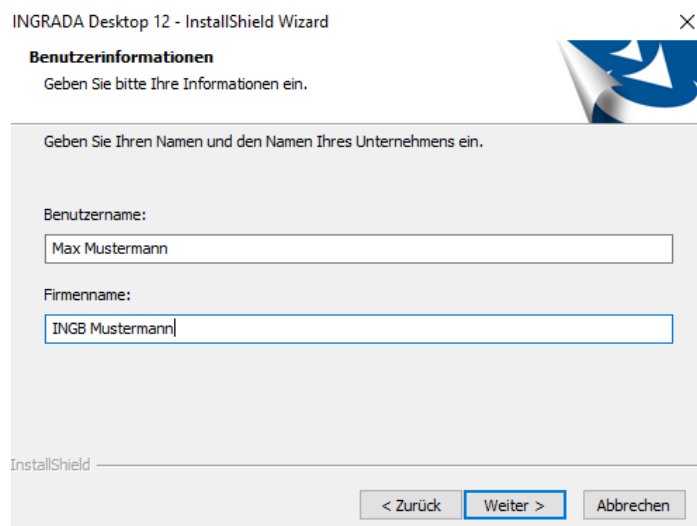 INGRADA Desktop 12 - InstallShield Wizard
Benutzerinformationen
Geben Sie bitte Ihre Informationen ein.
Geben Sie Ihren Namen und den Namen Ihres Unternehmens ein.
Benutzername:
Max Mustermann
Firmenname:
INGB Mustermann
InstallShield
< Zurück Weiter > Abbrechen